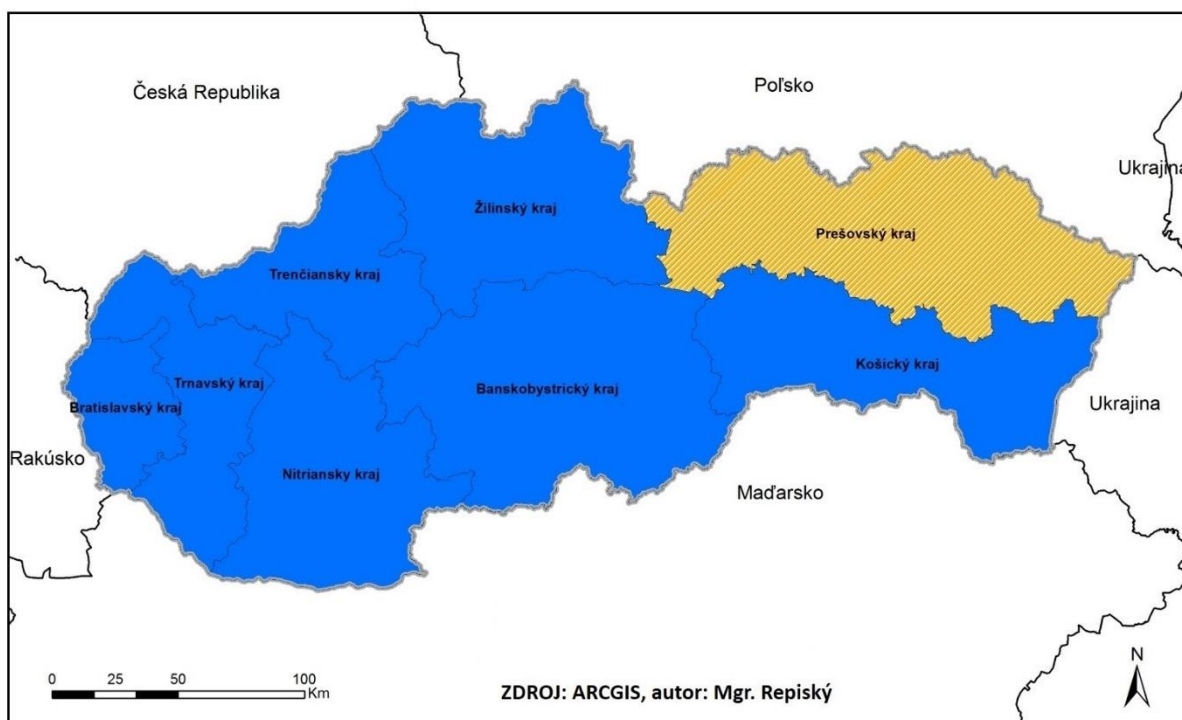 Česká Republika
Poľsko
Ukrajina
Žilinský kraj
Prešovský kraj
Trenčiansky kraj
Trnavský kraj
Banskobystrický kraj
Košický kraj
Bratislavský kraj
Ukrajina
Rakúsko
Nitriansky kraj
Maďarsko
N
0 25 50 100
Km
ZDROJ: ARCGIS, autor: Mgr. Repiský